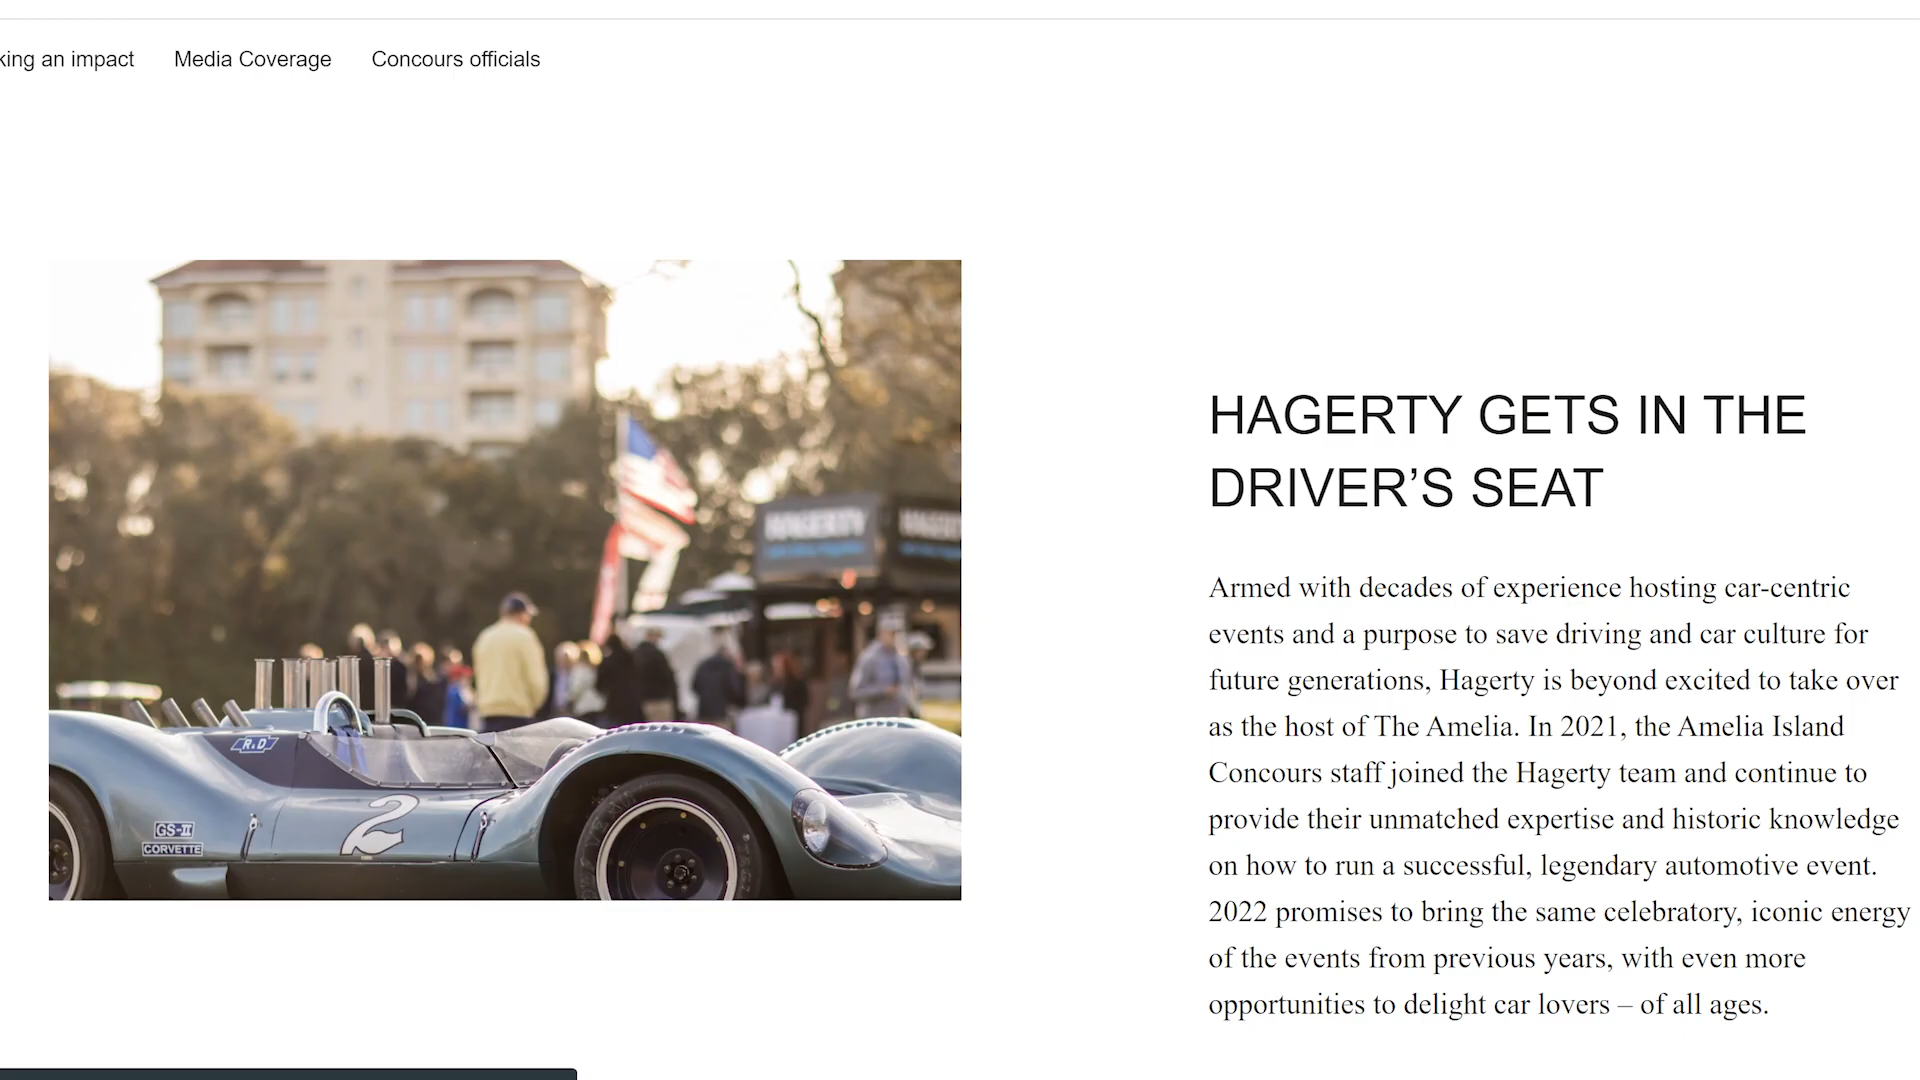 king an impact
Media Coverage
Concours officials
HAGERTY GETS IN THE
DRIVER’S SEAT
Armed with decades of experience hosting car-centric
events and a purpose to save driving and car culture for
future generations, Hagerty is beyond excited to take over
as the host of The Amelia. In 2021, the Amelia Island
Concours staff joined the Hagerty team and continue to
provide their unmatched expertise and historic knowledge
on how to run a successful, legendary automotive event.
2022 promises to bring the same celebratory, iconic energy
of the events from previous years, with even more
opportunities to delight car lovers – of all ages.
HAGERTY
R&D
2
GS-II
CORVETTE